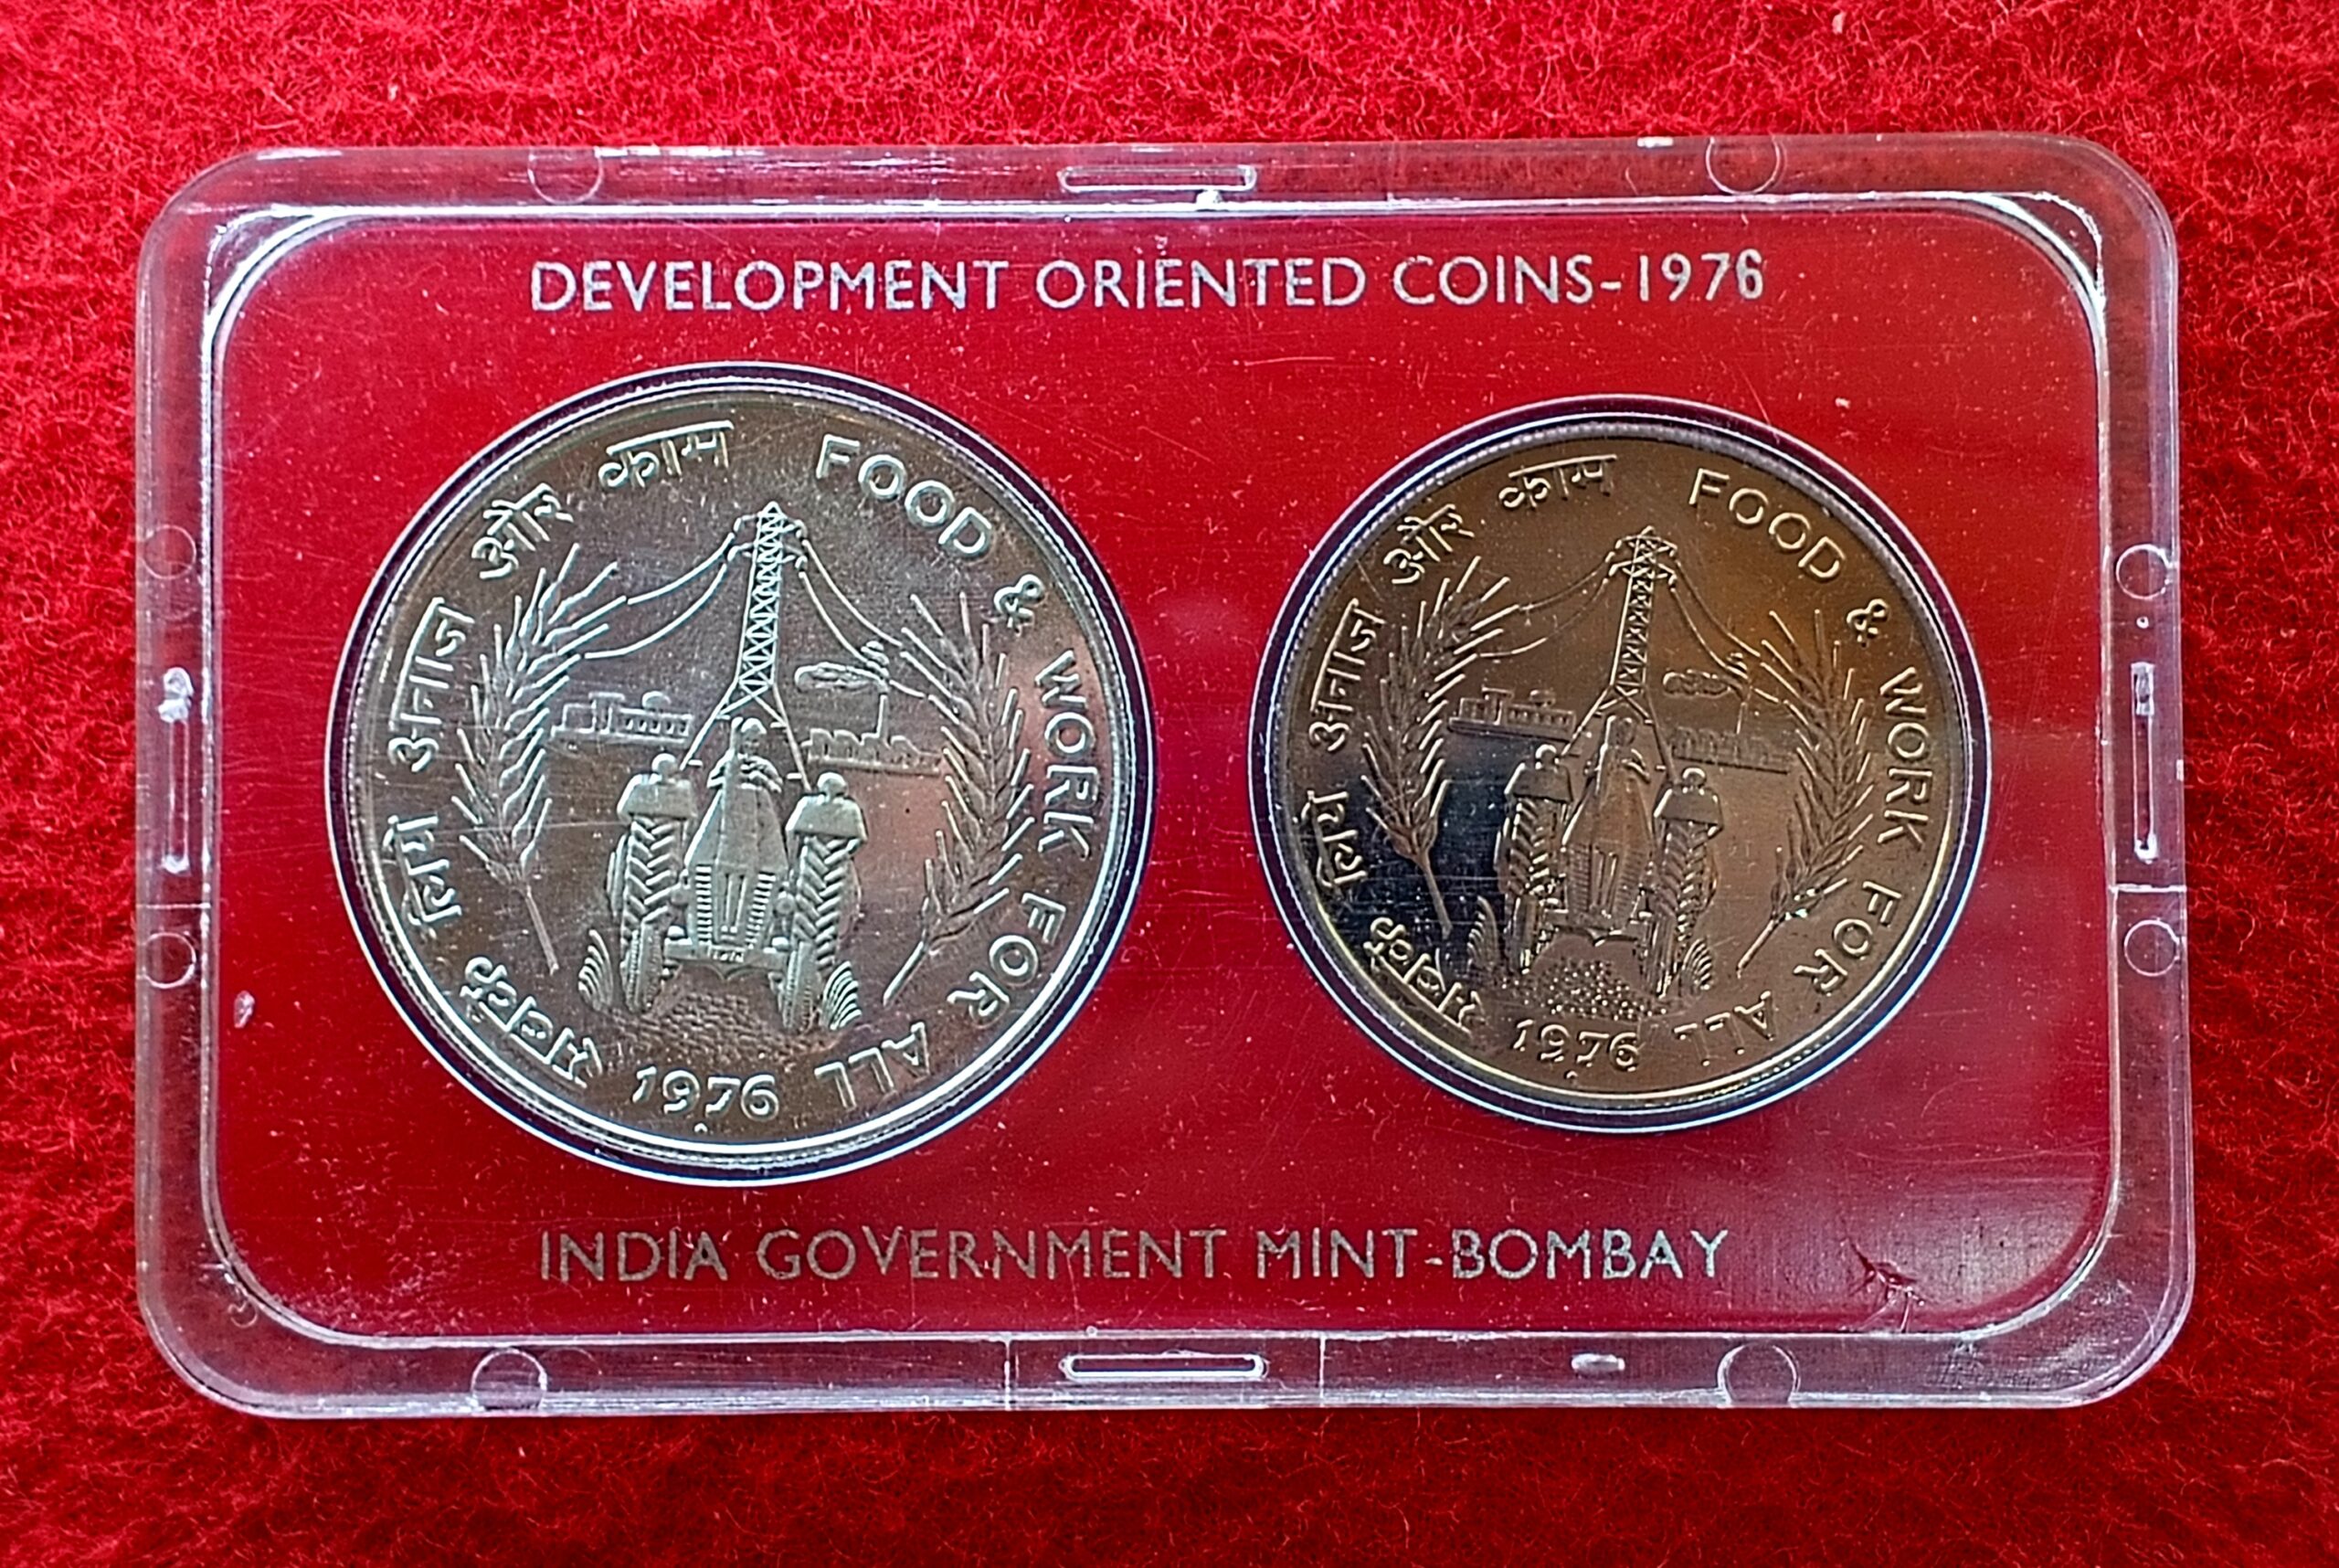 DEVELOPMENT ORIENTED COINS-1976
सबके लिये अनाज और काम FOOD & WORK FOR ALL
1976
सबके लिये अनाज और काम FOOD & WORK FOR ALL
1976
INDIA GOVERNMENT MINT-BOMBAY